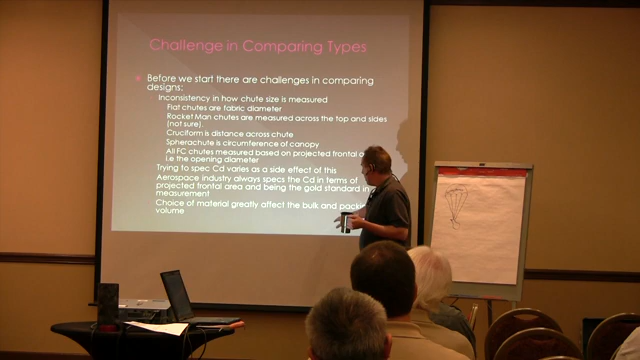 Challenge in Comparing Types
Before we start there are challenges in comparing
designs:
Inconsistency in how chute size is measured
Flat chutes are fabric diameter
Rocket Man chutes are measured across the top and sides
(not sure).
Cruciform is distance across chute
Spherachute is circumference of canopy
All FC chutes measured based on projected frontal
i.e the opening diameter
Trying to spec Cd varies as a side effect of this
Aerospace industry always specs the Cd in terms of
projected frontal area and being the gold standard in
measurement
Choice of material greatly affect the bulk and
volume